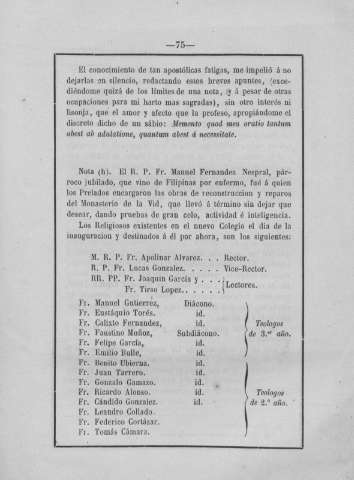 —75—
El conocimiento de tan apostólicas fatigas, me impelió á no
dejarlas en silencio, redactando estes breves apuntes, (exce-
diéndome quizá de los límites de una nota, y á pesar de otras
ocupaciones para mi harto mas sagradas), sin otro interés ni
lisonja, que el amor y afecto que la profeso, apropiándome el
discreto dicho de un sábio: Memento quod mea oratio tantum
abest ab adulatione, quantum abest á necessitate.
Nota (h). El R. P. Fr. Manuel Fernandez Nespral, pár-
roco jubilado, que vino de Filipinas por enfermo, fué á quien
los Prelados encargaron las obras de reconstruccion y reparos
del Monasterio de la Vid, que llevó á término sin dejar que
desear, dando pruebas de gran celo, actividad é inteligencia.
Los Religiosos existentes en el nuevo Colegio el dia de la
inauguracion y destinados á él por ahora, son los siguientes:
M. R. P. Fr. Apolinar Alvarez. . . Rector.
R. P. Fr. Lucas Gonzalez. . . . . Vice-Rector.
RR. PP. Fr. Joaquin García y . . .
Fr. Tirso Lopez. . . . . . Lectores.
Fr. Manuel Gutierrez, Diácono.
Fr. Eustáquio Torés. id.
Fr. Calixto Fernandez, id. Teologos
Fr. Faustino Muñoz, Subdiácono. de 3.er año.
Fr. Felipe García, id.
Fr. Emilio Bulle, id.
Fr. Benito Ubierna, id.
Fr. Juan Tarrero. id.
Fr. Gonzalo Gamazo. id.
Fr. Ricardo Alonso. id. Teologos
Fr. Cándido Gonzalez. id. de 2.º año.
Fr. Leandro Collado.
Fr. Federico Cortázar.
Fr. Tomás Cámara.